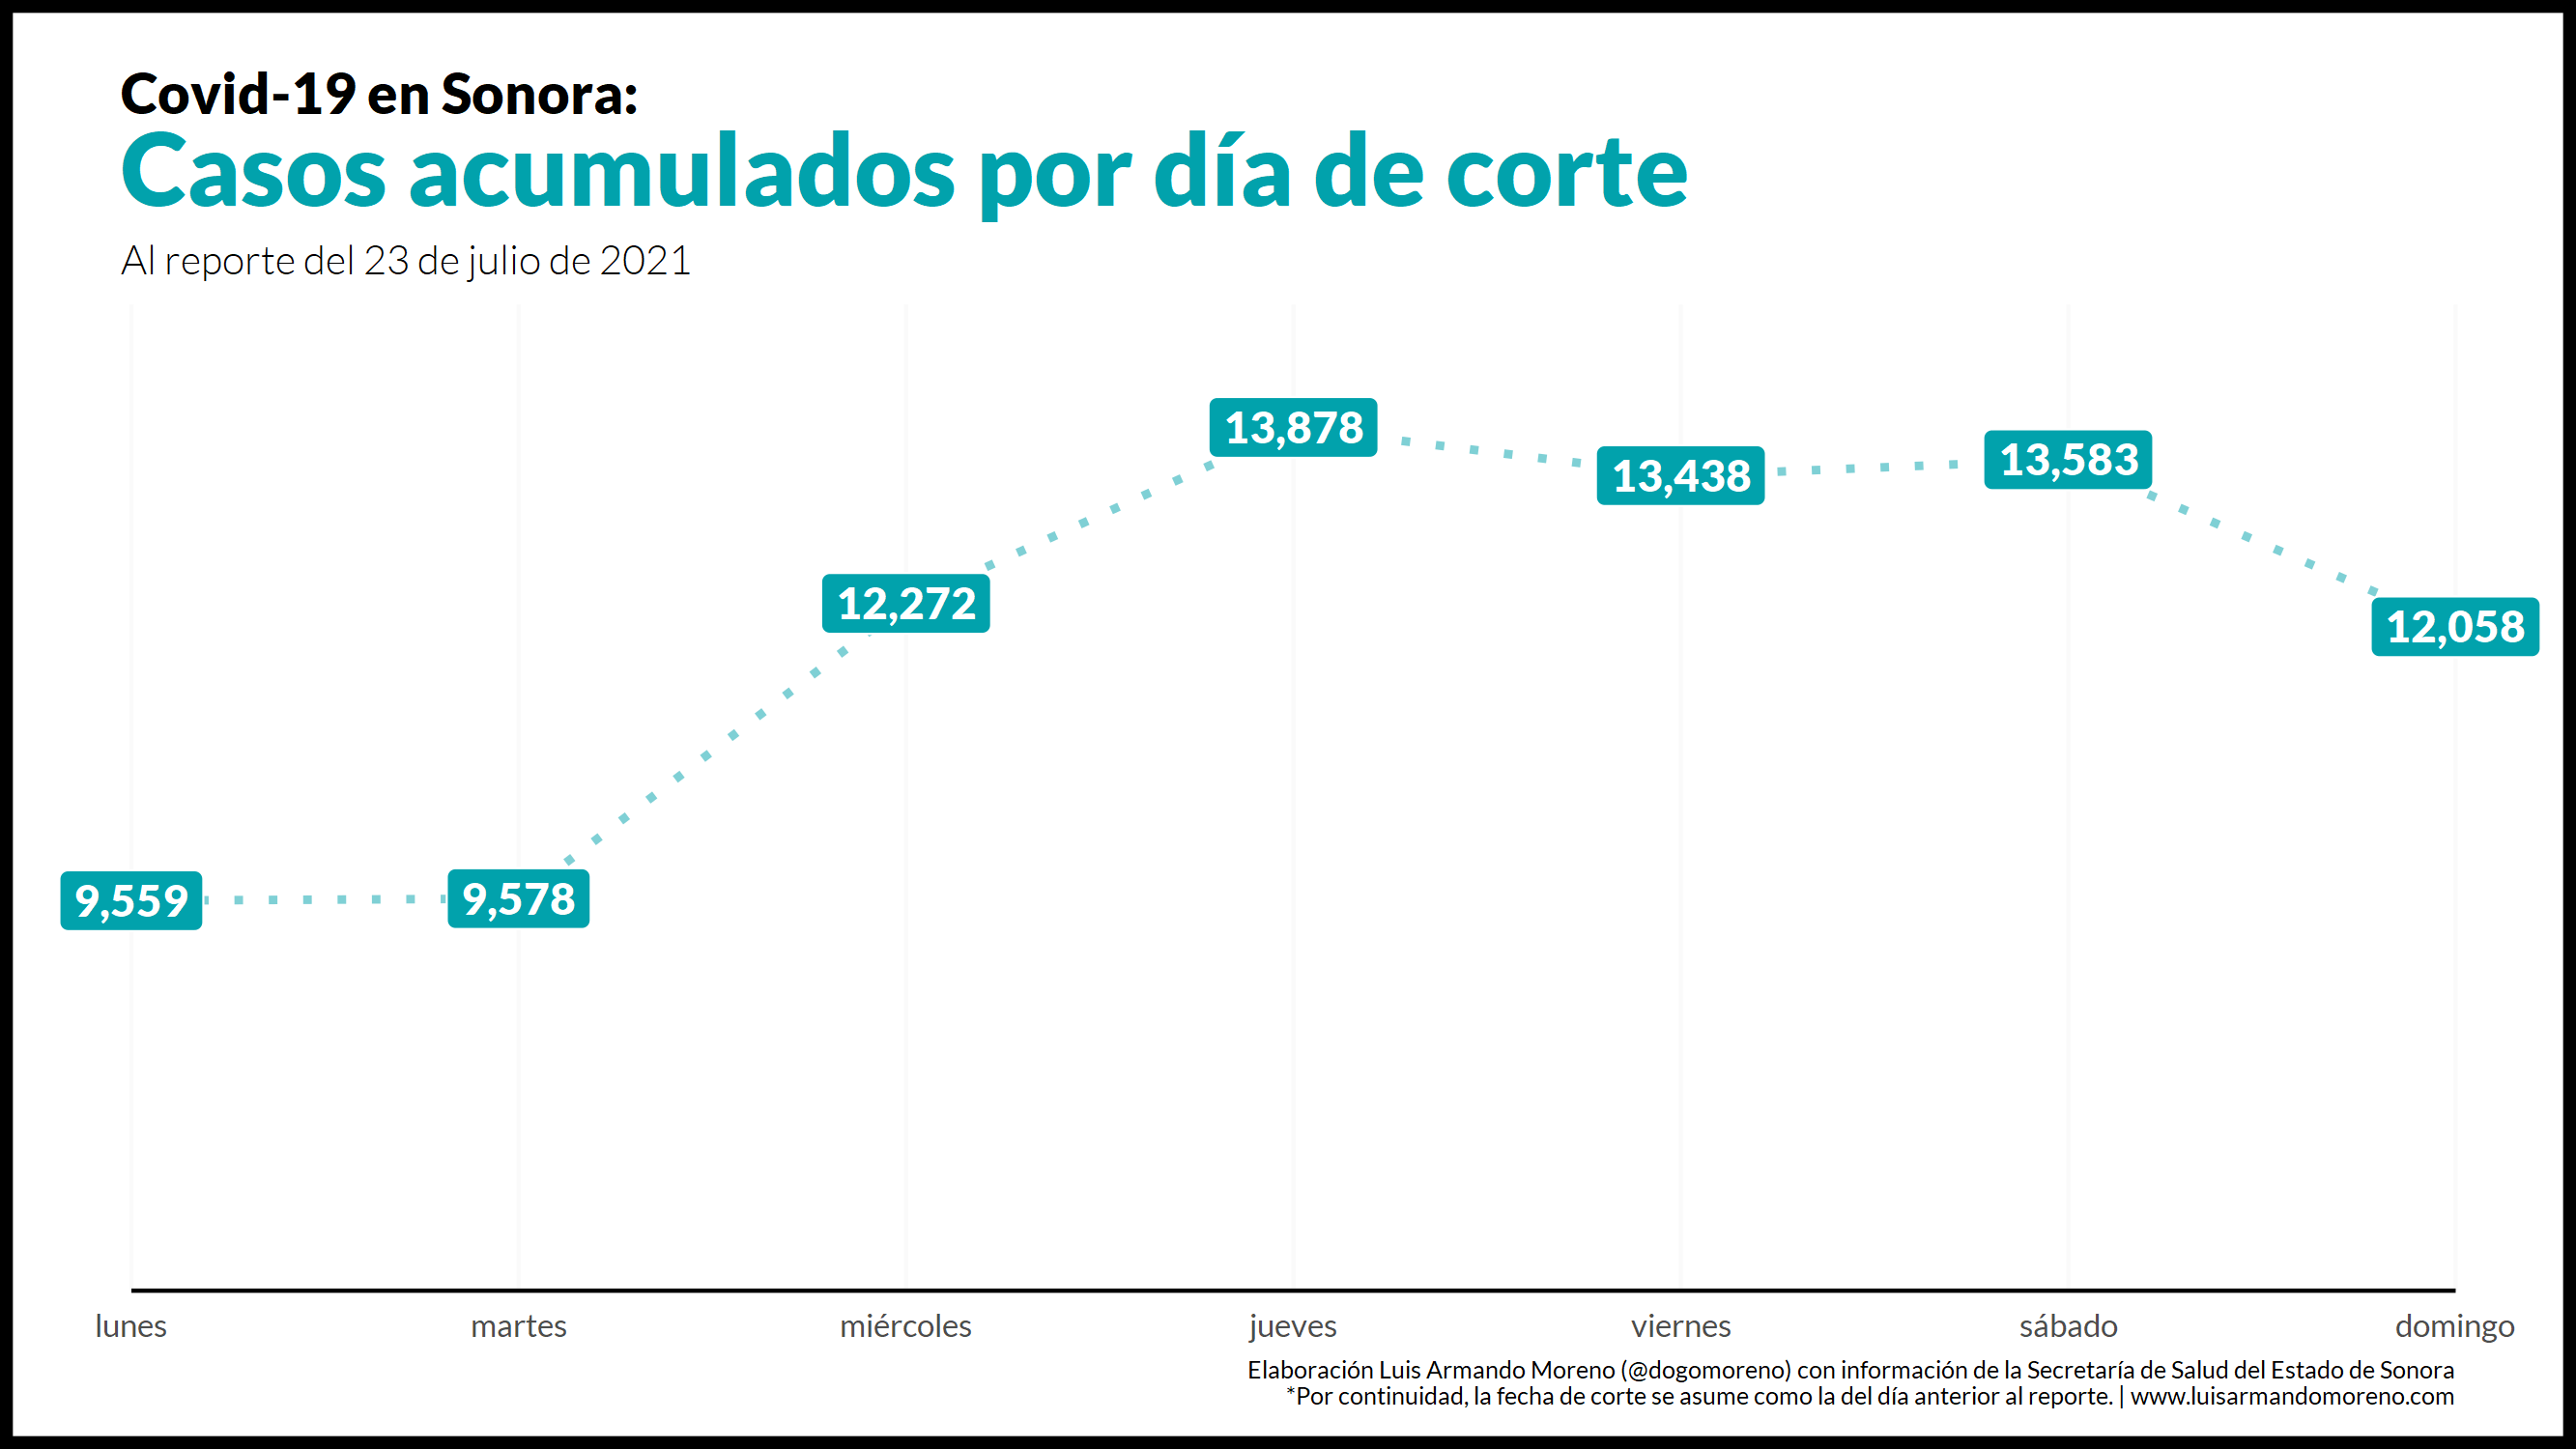 Covid-19 en Sonora:
Casos acumulados por día de corte
Al reporte del 23 de julio de 2021
13,878
13,438
13,583
12,272
12,058
9,559
9,578
lunes
martes
miércoles
jueves
viernes
sábado
domingo
Elaboración Luis Armando Moreno (@dogomoreno) con información de la Secretaría de Salud del Estado de Sonora
*Por continuidad, la fecha de corte se asume como la del día anterior al reporte. | www.luisarmandomoreno.com